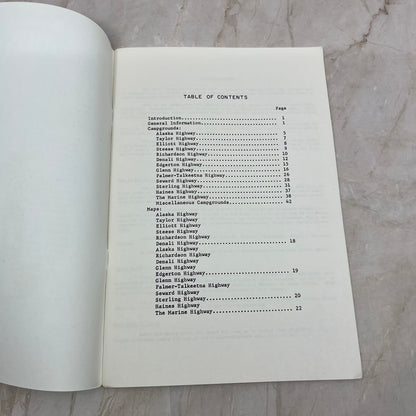 TABLE OF CONTENTS
Page
Introduction 1
General Information 1
Campgrounds:
Alaska Highway 5
Taylor Highway 7
Elliott Highway 8
Steese Highway 9
Richardson Highway 10
Denali Highway 12
Edgerton Highway 15
Glenn Highway 16
Palmer-Talkeetna Highway 26
Seward Highway 28
Sterling Highway 31
Haines Highway 37
The Marine Highway 38
Miscellaneous Campgrounds 42
Maps:
Alaska Highway
Taylor Highway
Elliott Highway
Steese Highway
Richardson Highway
Denali Highway 18
Alaska Highway
Richardson Highway
Denali Highway
Glenn Highway
Edgerton Highway 19
Glenn Highway
Palmer-Talkeetna Highway
Seward Highway
Sterling Highway 20
Haines Highway
The Marine Highway 22